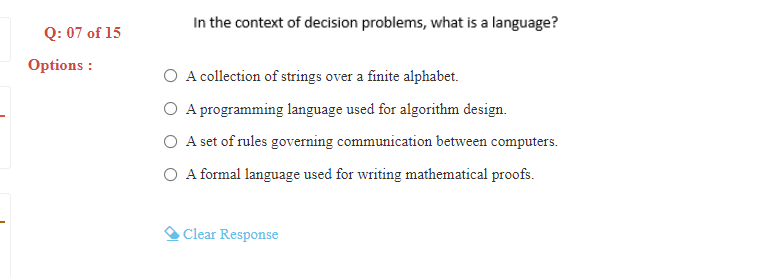 In the context of decision problems, what is a language?
Q: 07 of 15
Options :
A collection of strings over a finite alphabet.
A programming language used for algorithm design.
A set of rules governing communication between computers.
A formal language used for writing mathematical proofs.
Clear Response